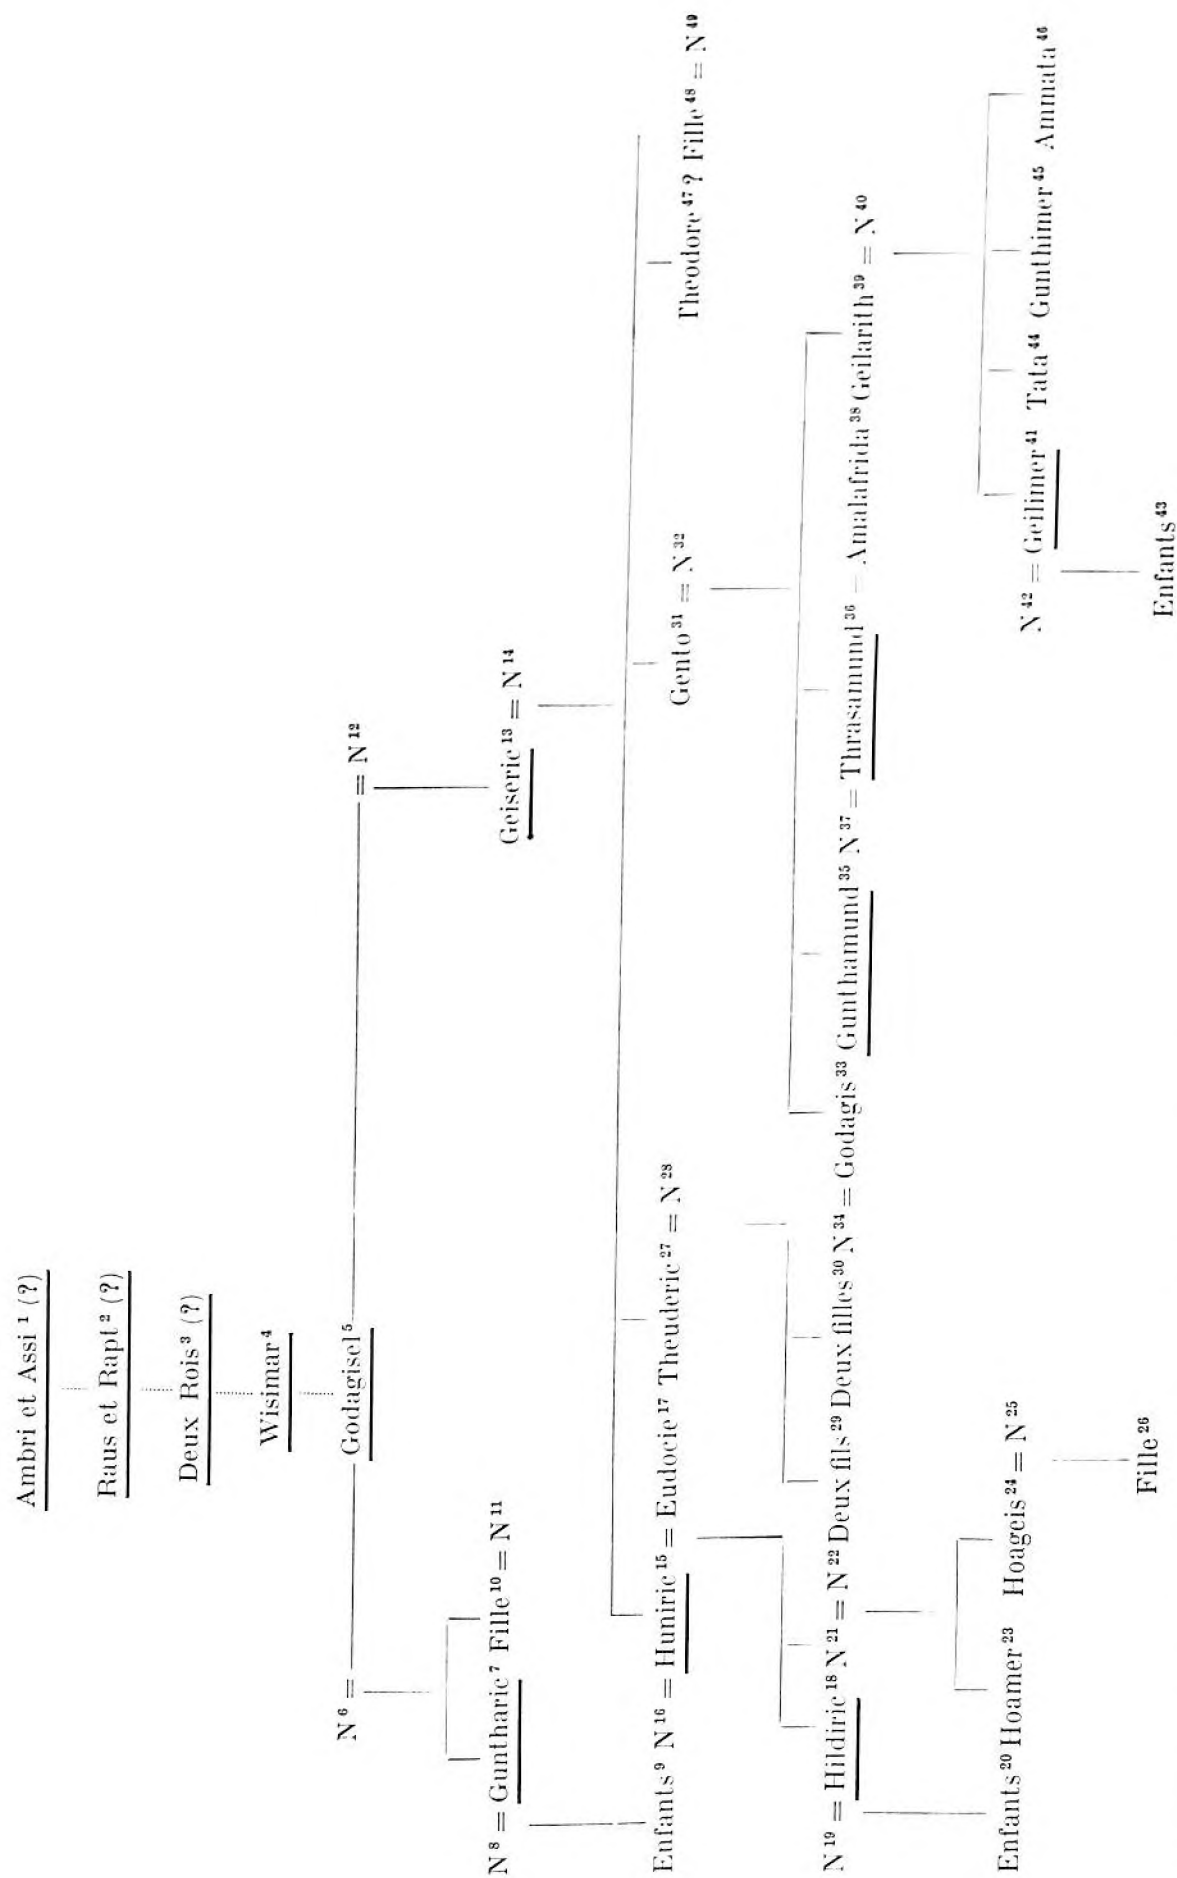 Ambri et Assi ¹ (?)
Raus et Rapt ² (?)
Deux Rois ³ (?)
Wisimar ⁴
N ⁶ = Godagisel ⁵ = N ¹²
N ⁸ = Guntharic ⁷ Fille ¹⁰ = N ¹¹ Geiseric ¹³ = N ¹⁴
Enfants ⁹ N ¹⁶ = Huniric ¹⁵ = Eudocie ¹⁷ Theuderic ²⁷ = N ²⁸ Gento ³¹ = N ³² Theodore ⁴⁷ ? Fille ⁴⁸ = N ⁴⁹
N ¹⁹ = Hildiric ¹⁸ N ²¹ = N ²² Deux fils ²⁹ Deux filles ³⁰ N ³⁴ = Godagis ³³ Gunthamund ³⁵ N ³⁷ = Thrasamund ³⁶ – Amalafrida ³⁸ Geilarith ³⁹ = N ⁴⁰
Enfants ²⁰ Hoamer ²³ Hoageis ²⁴ = N ²⁵ N ⁴² = Geilimer ⁴¹ Tata ⁴⁴ Gunthimer ⁴⁵ Ammata ⁴⁶
Fille ²⁶ Enfants ⁴³